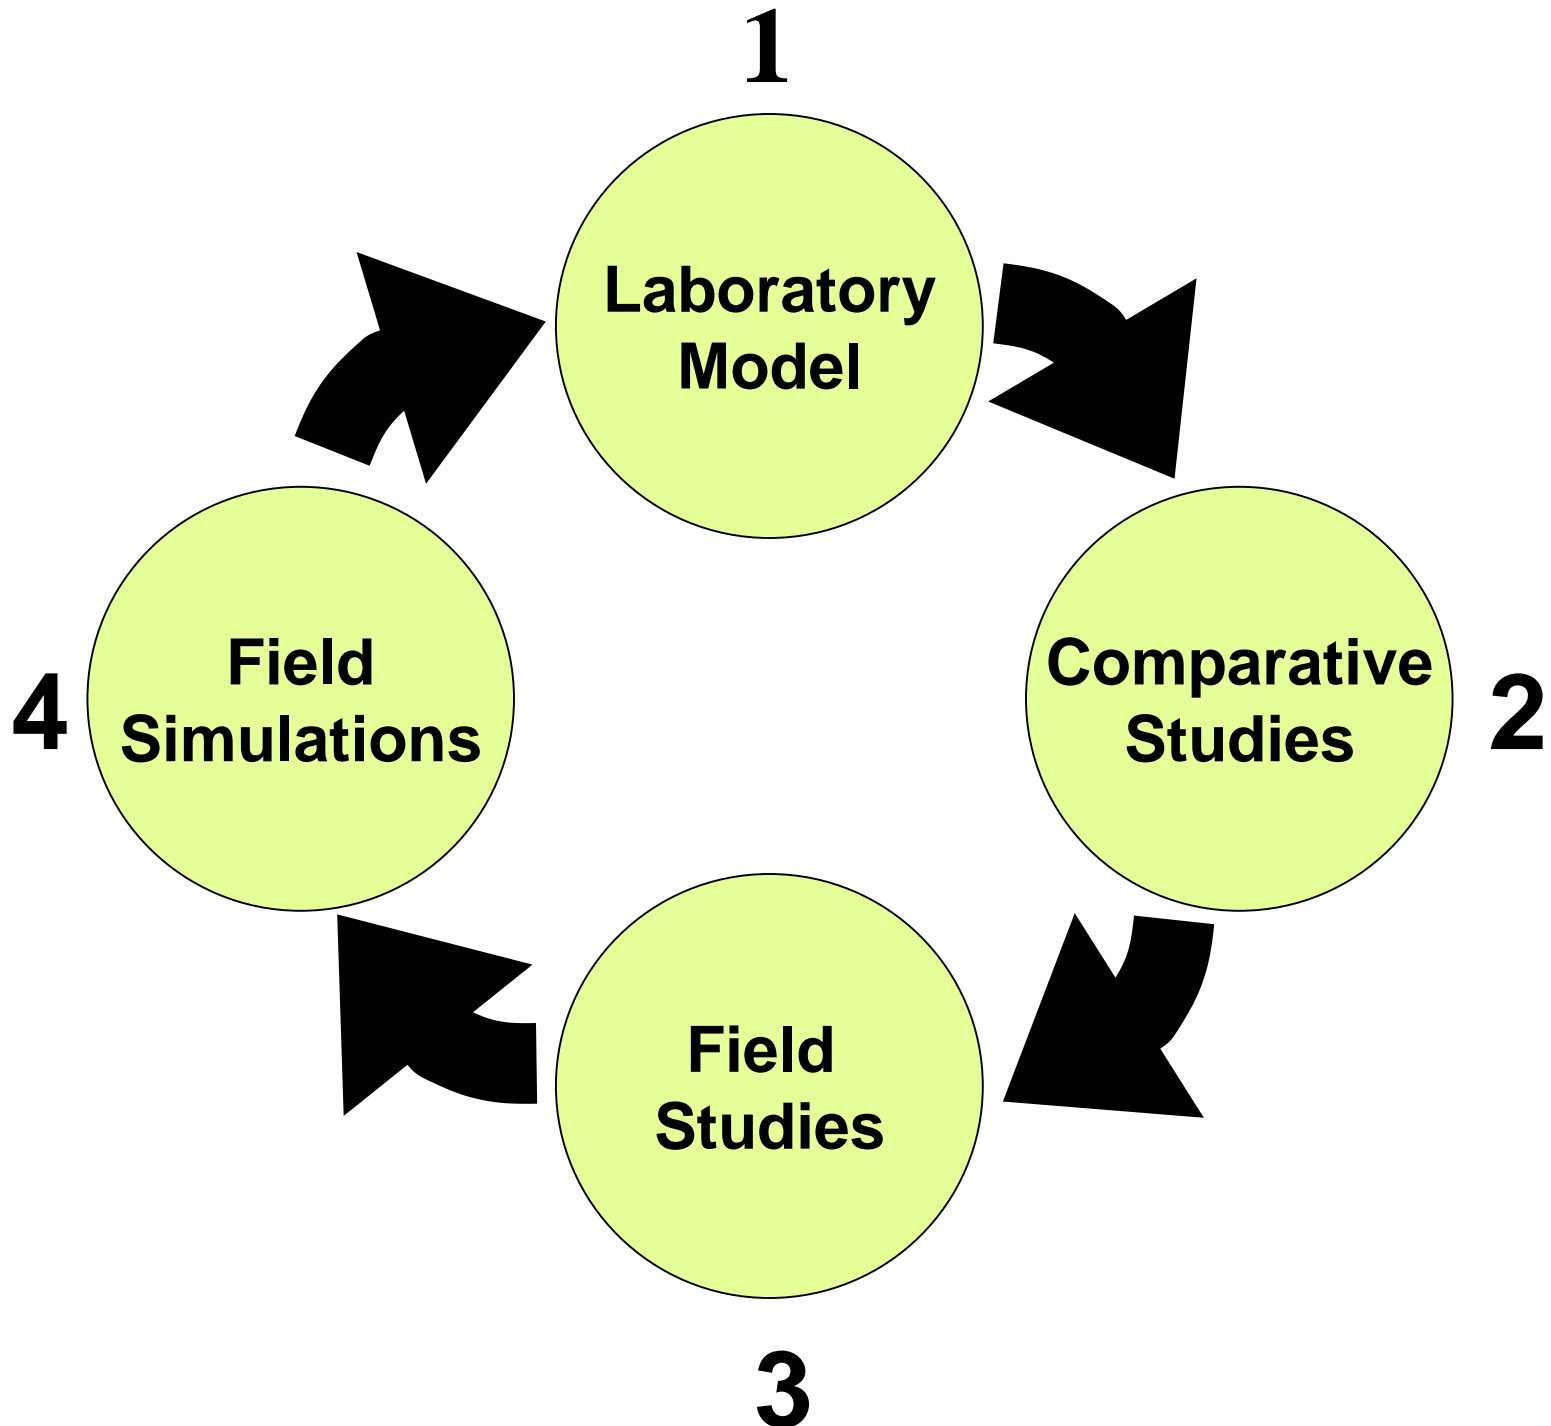 1
Laboratory
Model
Comparative
Studies
2
Field
Studies
3
Field
Simulations
4